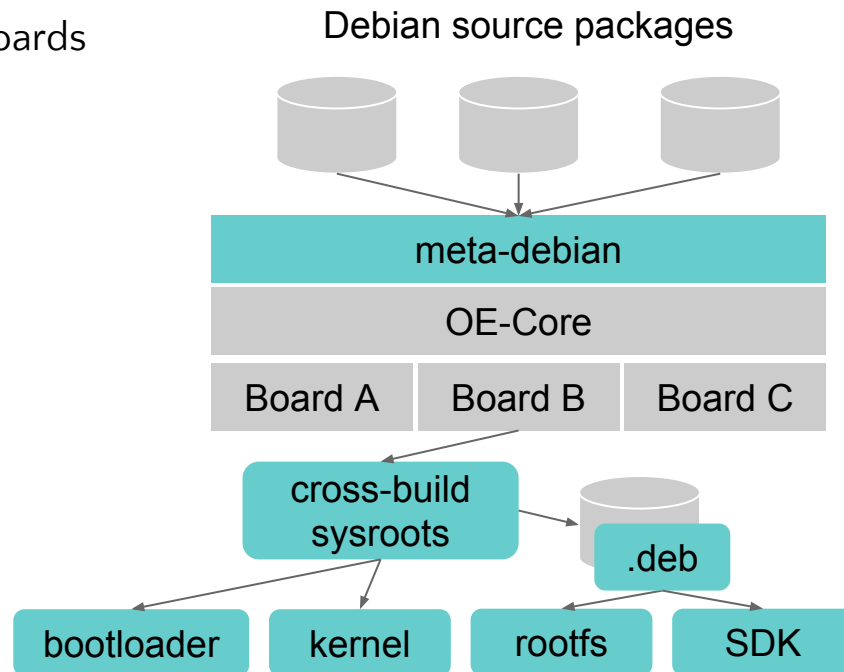 Debian source packages
meta-debian
OE-Core
Board A
Board B
Board C
cross-build
sysroots
.deb
bootloader
kernel
rootfs
SDK